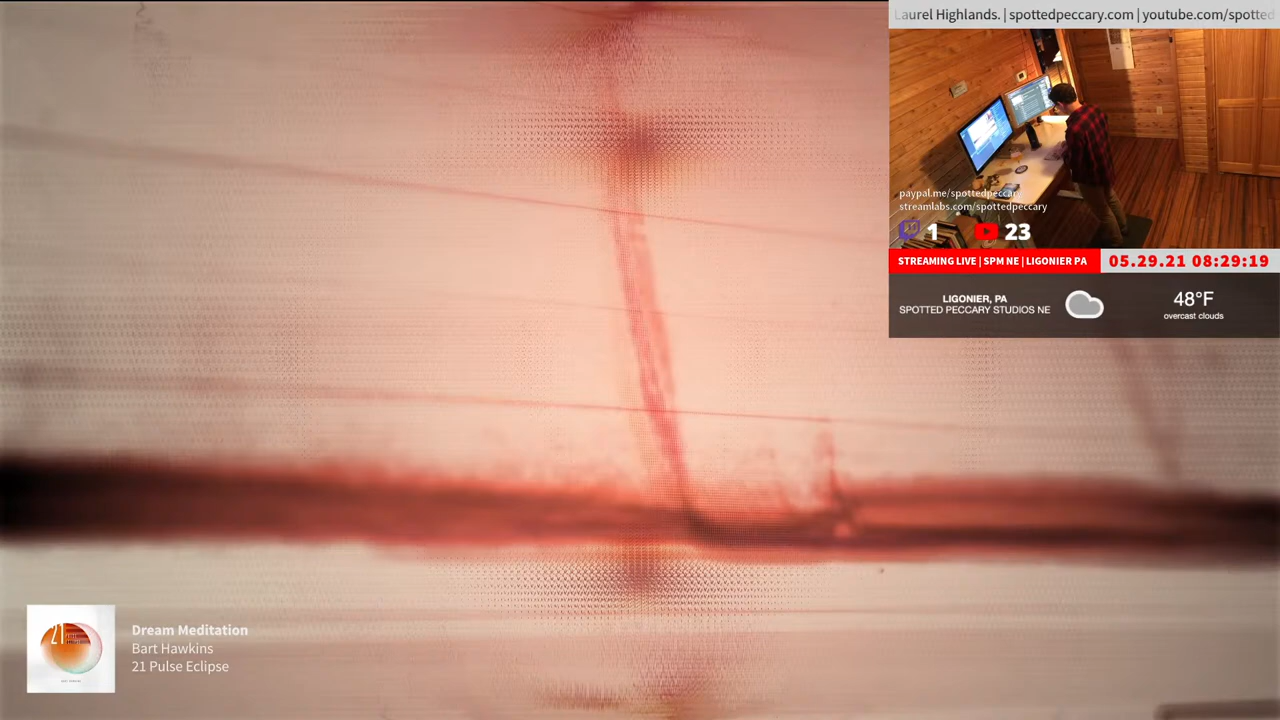 Laurel Highlands. | spottedpeccary.com | youtube.com/spotted
paypal.me/spottedpeccary
streamlabs.com/spottedpeccary
1
23
STREAMING LIVE | SPM NE | LIGONIER PA
05.29.21 08:29:19
LIGONIER, PA
SPOTTED PECCARY STUDIOS NE
48°F
overcast clouds
21
Dream Meditation
Bart Hawkins
21 Pulse Eclipse